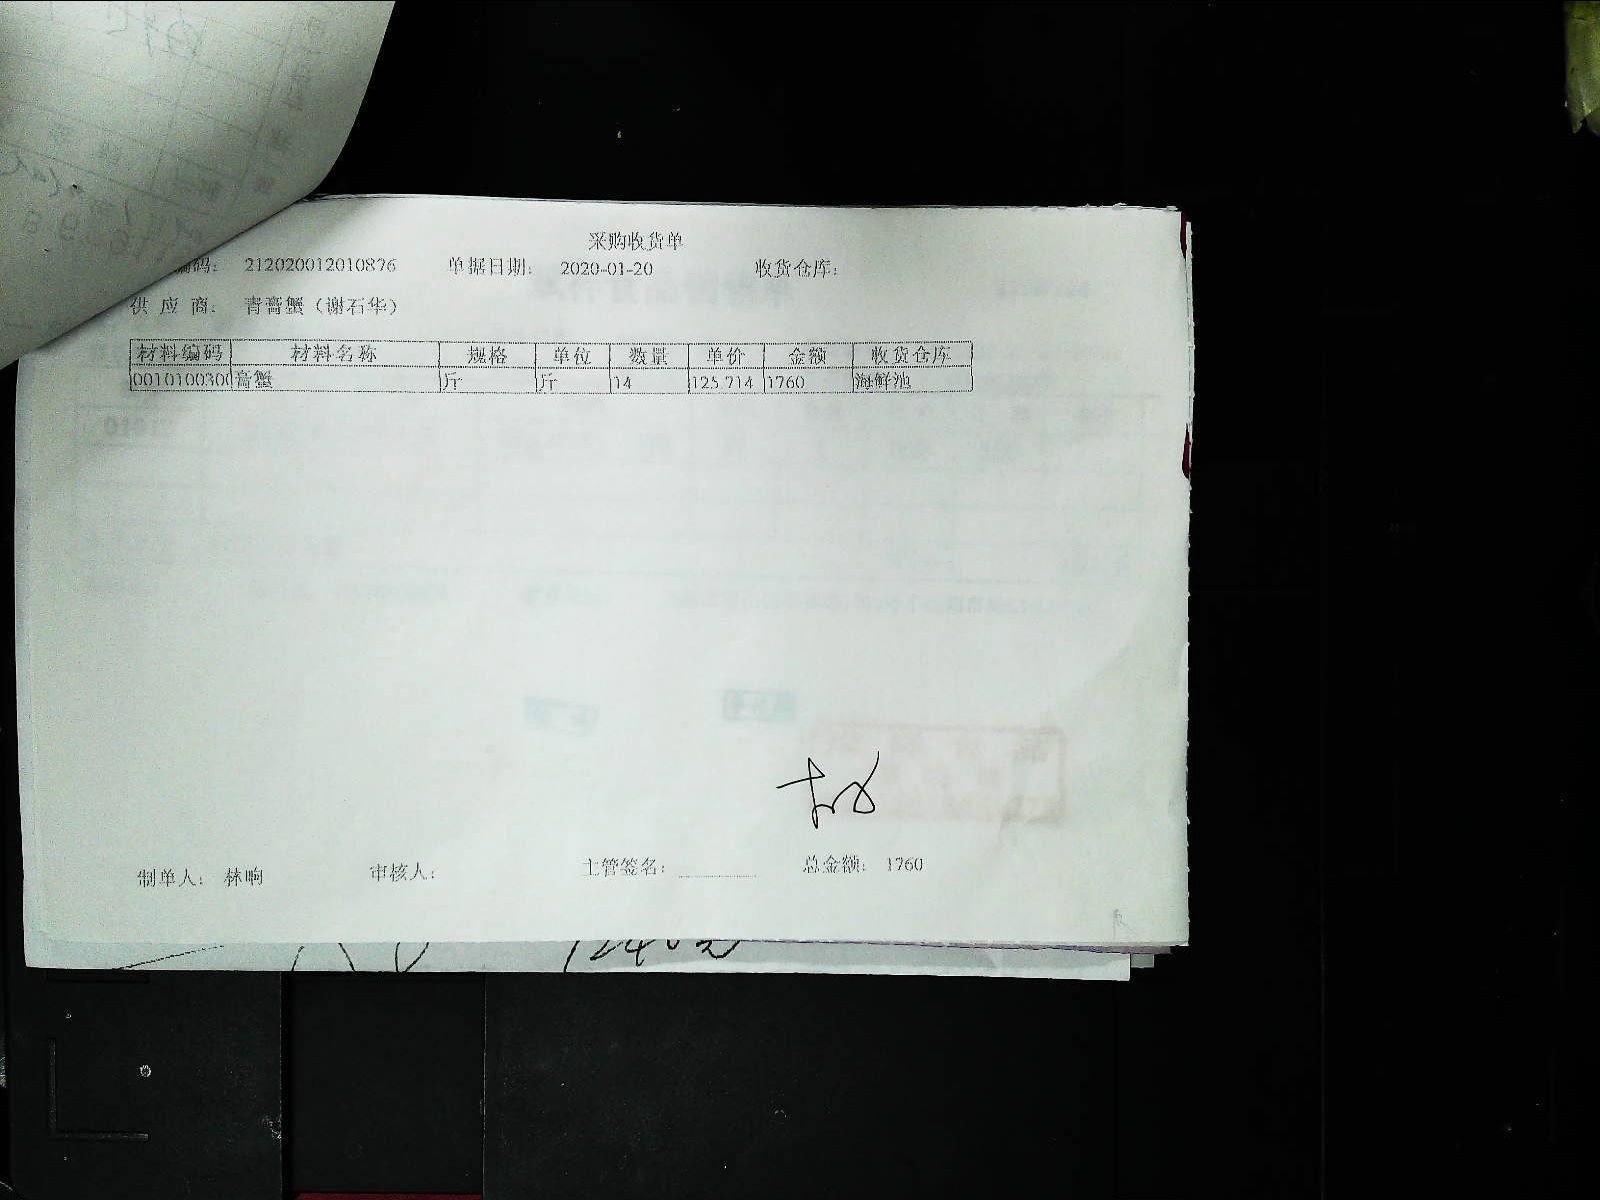 采购收货单
编码： 212020012010876 单据日期： 2020-01-20 收货仓库：
供 应 商： 青膏蟹（谢石华）
材料编码 材料名称 规格 单位 数量 单价 金额 收货仓库
0010100300 膏蟹 斤 斤 14 125.714 1760 海鲜池
制单人： 林响 审核人： 主管签名： 总金额： 1760